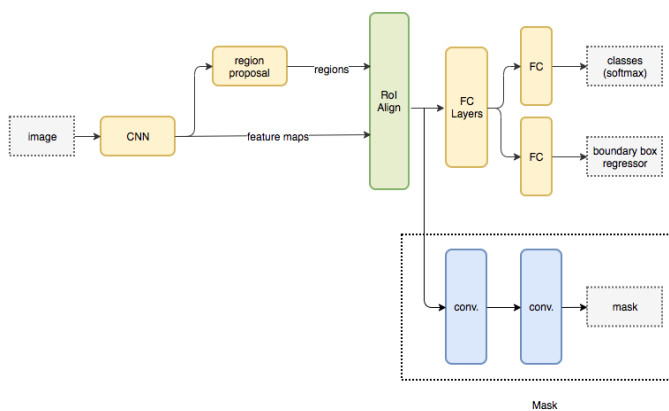 image
CNN
region
proposal
regions
feature maps
RoI
Align
FC
Layers
FC
classes
(softmax)
FC
boundary box
regressor
conv.
conv.
mask
Mask